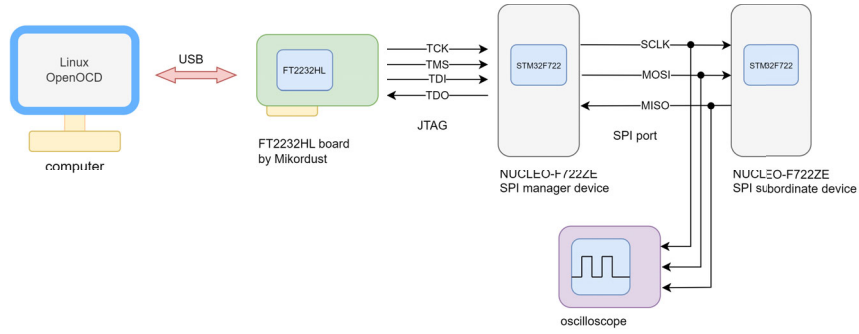 Linux
OpenOCD
computer
USB
FT2232HL
FT2232HL board
by Mikordust
TCK
TMS
TDI
TDO
JTAG
STM32F722
NUCLEO-F722ZE
SPI manager device
SCLK
MOSI
MISO
SPI port
STM32F722
NUCLEO-F722ZE
SPI subordinate device
oscilloscope